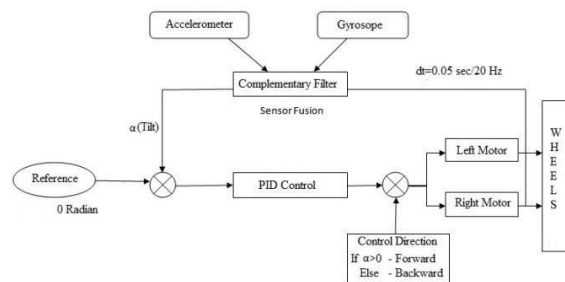 Accelerometer
Gyrosope
Complementary Filter
dt=0.05 sec/20 Hz
Sensor Fusion
α(Tilt)
Reference
0 Radian
PID Control
Left Motor
Right Motor
WHEELS
Control Direction
If α>0 - Forward
Else - Backward